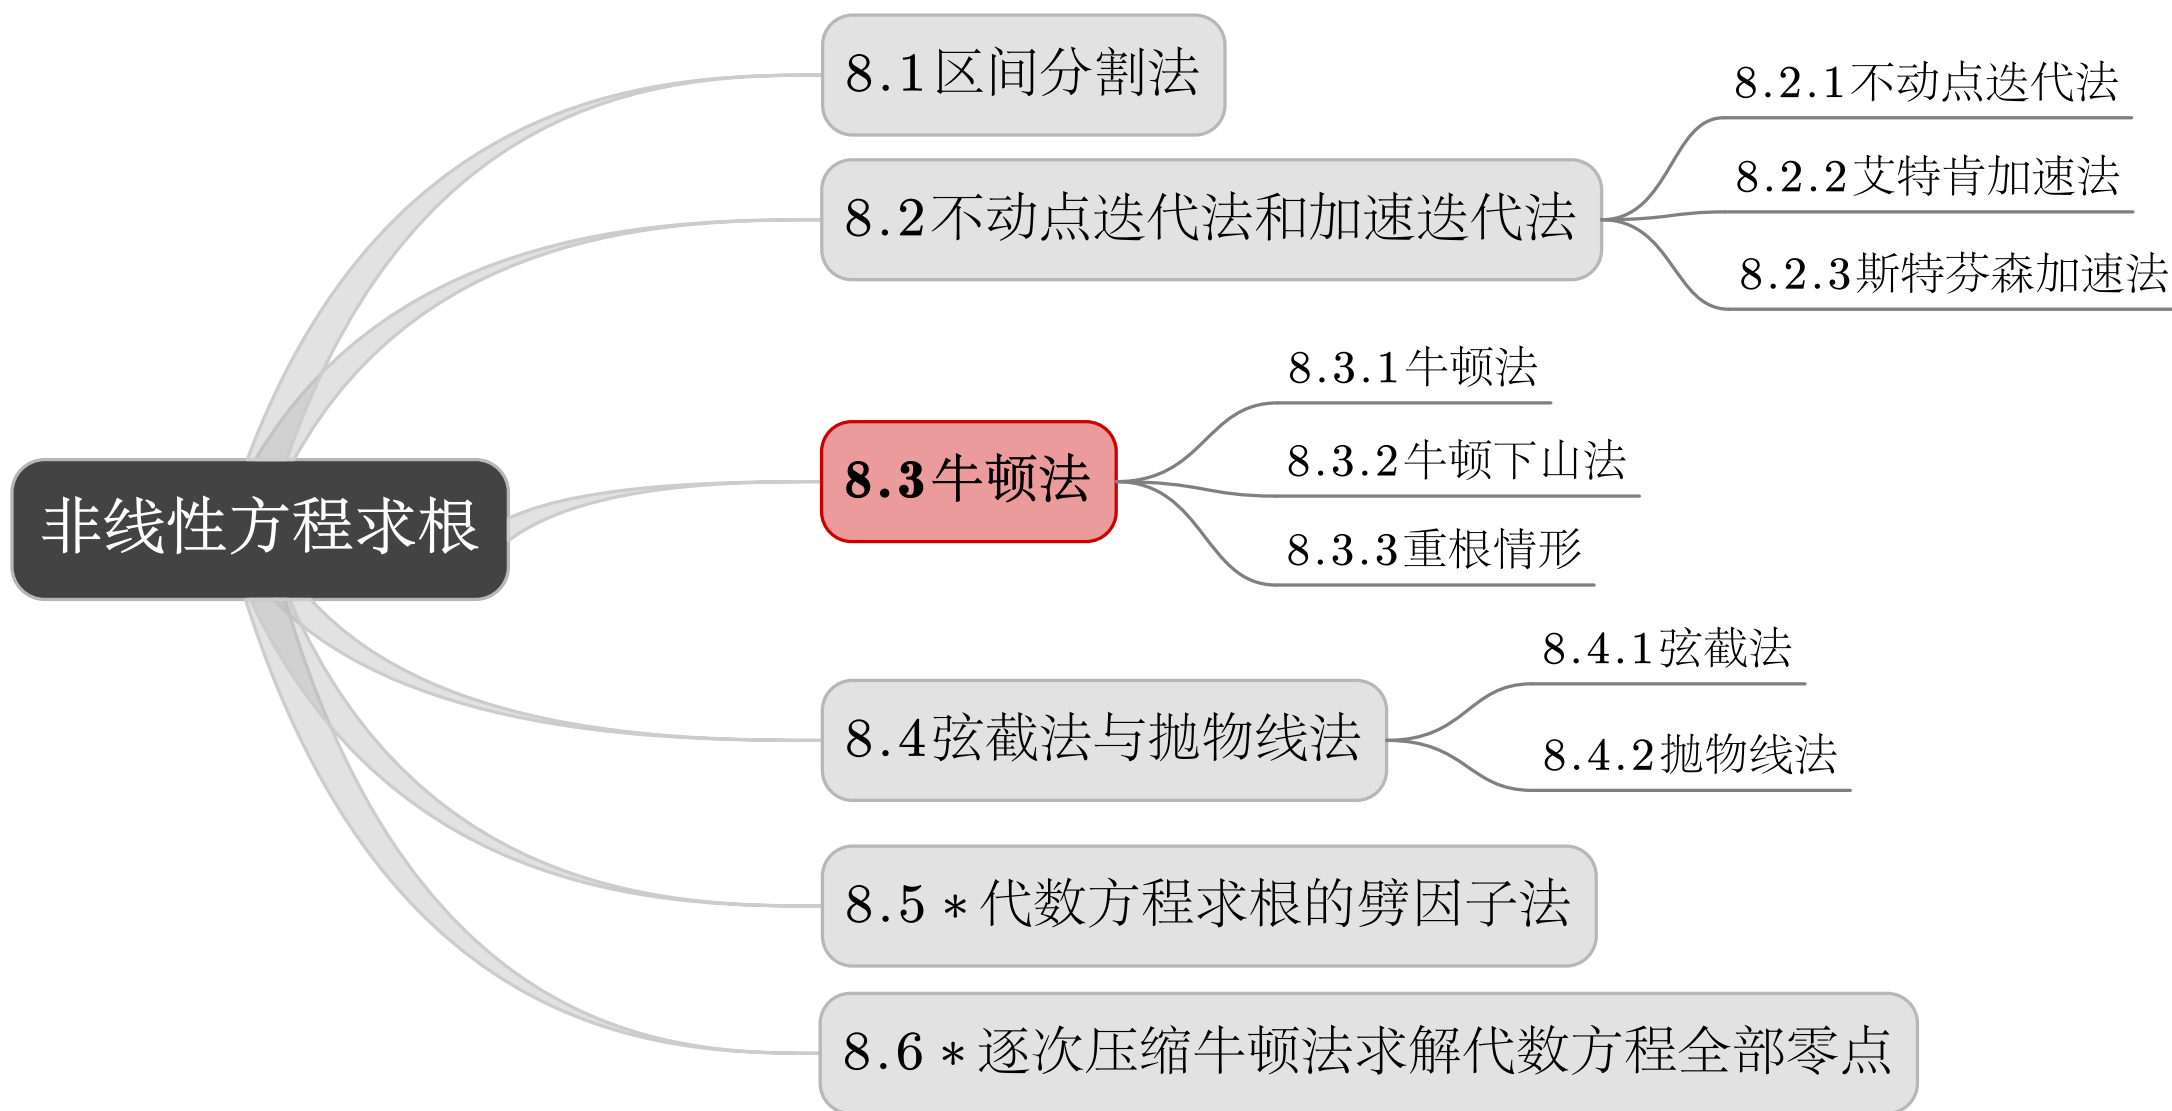 非线性方程求根
8.1区间分割法
8.2不动点迭代法和加速迭代法
8.2.1不动点迭代法
8.2.2艾特肯加速法
8.2.3斯特芬森加速法
8.3牛顿法
8.3.1牛顿法
8.3.2牛顿下山法
8.3.3重根情形
8.4弦截法与抛物线法
8.4.1弦截法
8.4.2抛物线法
8.5*代数方程求根的劈因子法
8.6*逐次压缩牛顿法求解代数方程全部零点